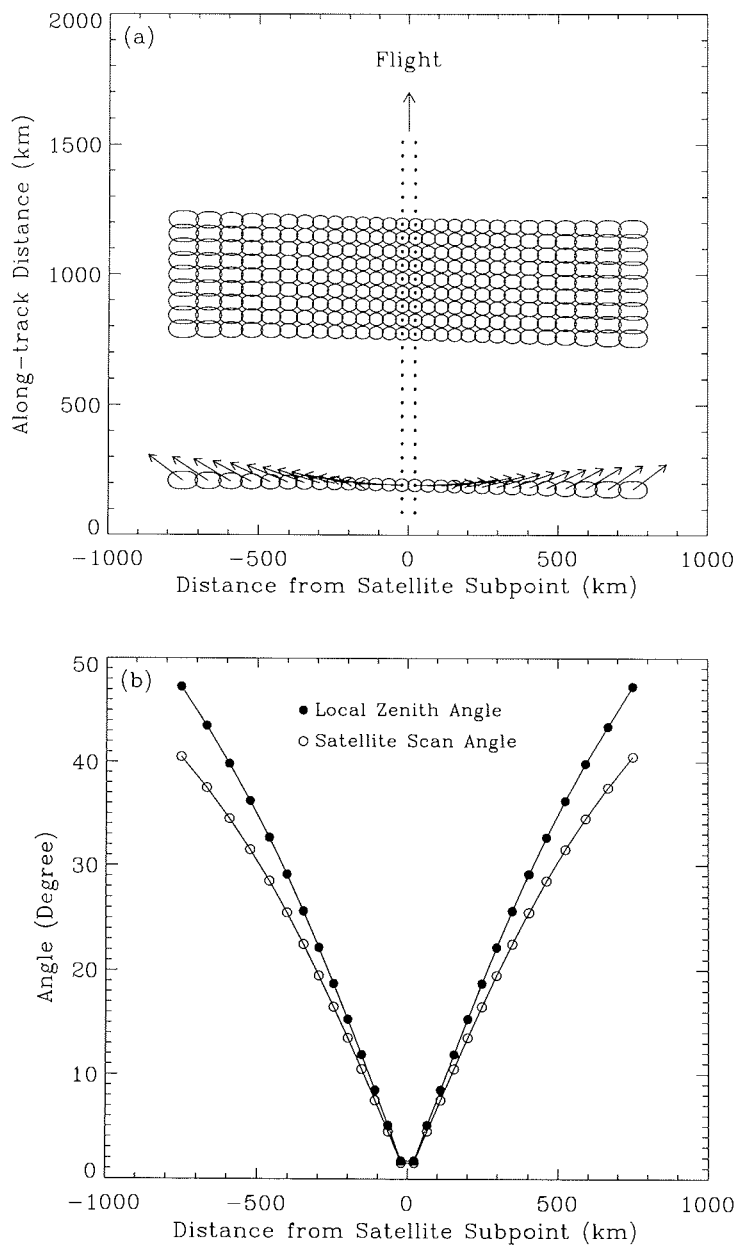 2000
(a)
Flight
1500
1000
500
0
Along-track Distance (km)
−1000
−500
0
500
1000
Distance from Satellite Subpoint (km)
50
(b)
Local Zenith Angle
Satellite Scan Angle
40
30
20
10
0
Angle (Degree)
−1000
−500
0
500
1000
Distance from Satellite Subpoint (km)